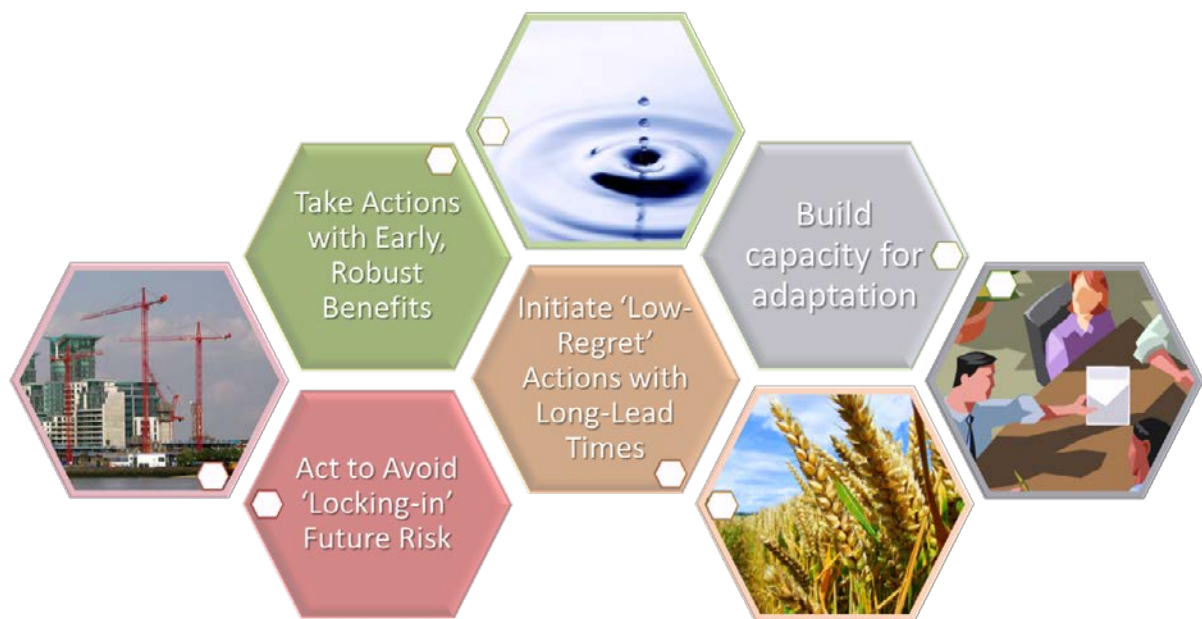 Take Actions
with Early,
Robust
Benefits
Build
capacity for
adaptation
Initiate ‘Low-
Regret’
Actions with
Long-Lead
Times
Act to Avoid
‘Locking-in’
Future Risk